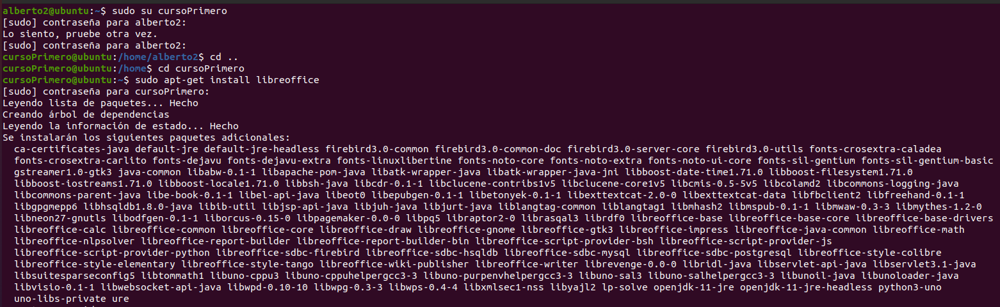 alberto2@ubuntu:~$ sudo su cursoPrimero
[sudo] contraseña para alberto2:
Lo siento, pruebe otra vez.
[sudo] contraseña para alberto2:
cursoPrimero@ubuntu:/home/alberto2$ cd ..
cursoPrimero@ubuntu:/home$ cd cursoPrimero
cursoPrimero@ubuntu:~$ sudo apt-get install libreoffice
[sudo] contraseña para cursoPrimero:
Leyendo lista de paquetes... Hecho
Creando árbol de dependencias
Leyendo la información de estado... Hecho
Se instalarán los siguientes paquetes adicionales:
ca-certificates-java default-jre default-jre-headless firebird3.0-common firebird3.0-common-doc firebird3.0-server-core firebird3.0-utils fonts-crosextra-caladea
fonts-crosextra-carlito fonts-dejavu fonts-dejavu-extra fonts-linuxlibertine fonts-noto-core fonts-noto-extra fonts-noto-ui-core fonts-sil-gentium fonts-sil-gentium-basic
gstreamer1.0-gtk3 java-common libabw-0.1-1 libapache-pom-java libatk-wrapper-java libatk-wrapper-java-jni libboost-date-time1.71.0 libboost-filesystem1.71.0
libboost-iostreams1.71.0 libboost-locale1.71.0 libbsh-java libcdr-0.1-1 libclucene-contribs1v5 libclucene-core1v5 libcmis-0.5-5v5 libcolamd2 libcommons-logging-java
libcommons-parent-java libe-book-0.1-1 libel-api-java libeot0 libepubgen-0.1-1 libetonyek-0.1-1 libexttextcat-2.0-0 libexttextcat-data libfbclient2 libfreehand-0.1-1
libgpgmepp6 libhsqldb1.8.0-java libib-util libjsp-api-java libjuh-java libjurt-java liblangtag-common liblangtag1 libmhash2 libmspub-0.1-1 libmwaw-0.3-3 libmythes-1.2-0
libneon27-gnutls libodfgen-0.1-1 liborcus-0.15-0 libpagemaker-0.0-0 libpq5 libraptor2-0 librasqal3 librdf0 libreoffice-base libreoffice-base-core libreoffice-base-drivers
libreoffice-calc libreoffice-common libreoffice-core libreoffice-draw libreoffice-gnome libreoffice-gtk3 libreoffice-impress libreoffice-java-common libreoffice-math
libreoffice-nlpsolver libreoffice-report-builder libreoffice-report-builder-bin libreoffice-script-provider-bsh libreoffice-script-provider-js
libreoffice-script-provider-python libreoffice-sdbc-firebird libreoffice-sdbc-hsqldb libreoffice-sdbc-mysql libreoffice-sdbc-postgresql libreoffice-style-colibre
libreoffice-style-elementary libreoffice-style-tango libreoffice-wiki-publisher libreoffice-writer librevenge-0.0-0 libridl-java libservlet-api-java libservlet3.1-java
libsuitesparseconfig5 libtommath1 libuno-cppu3 libuno-cppuhelpergcc3-3 libuno-purpenvhelpergcc3-3 libuno-sal3 libuno-salhelpergcc3-3 libunoil-java libunoloader-java
libvisio-0.1-1 libwebsocket-api-java libwpd-0.10-10 libwpg-0.3-3 libwps-0.4-4 libxmlsec1-nss libyajl2 lp-solve openjdk-11-jre openjdk-11-jre-headless python3-uno
uno-libs-private ure